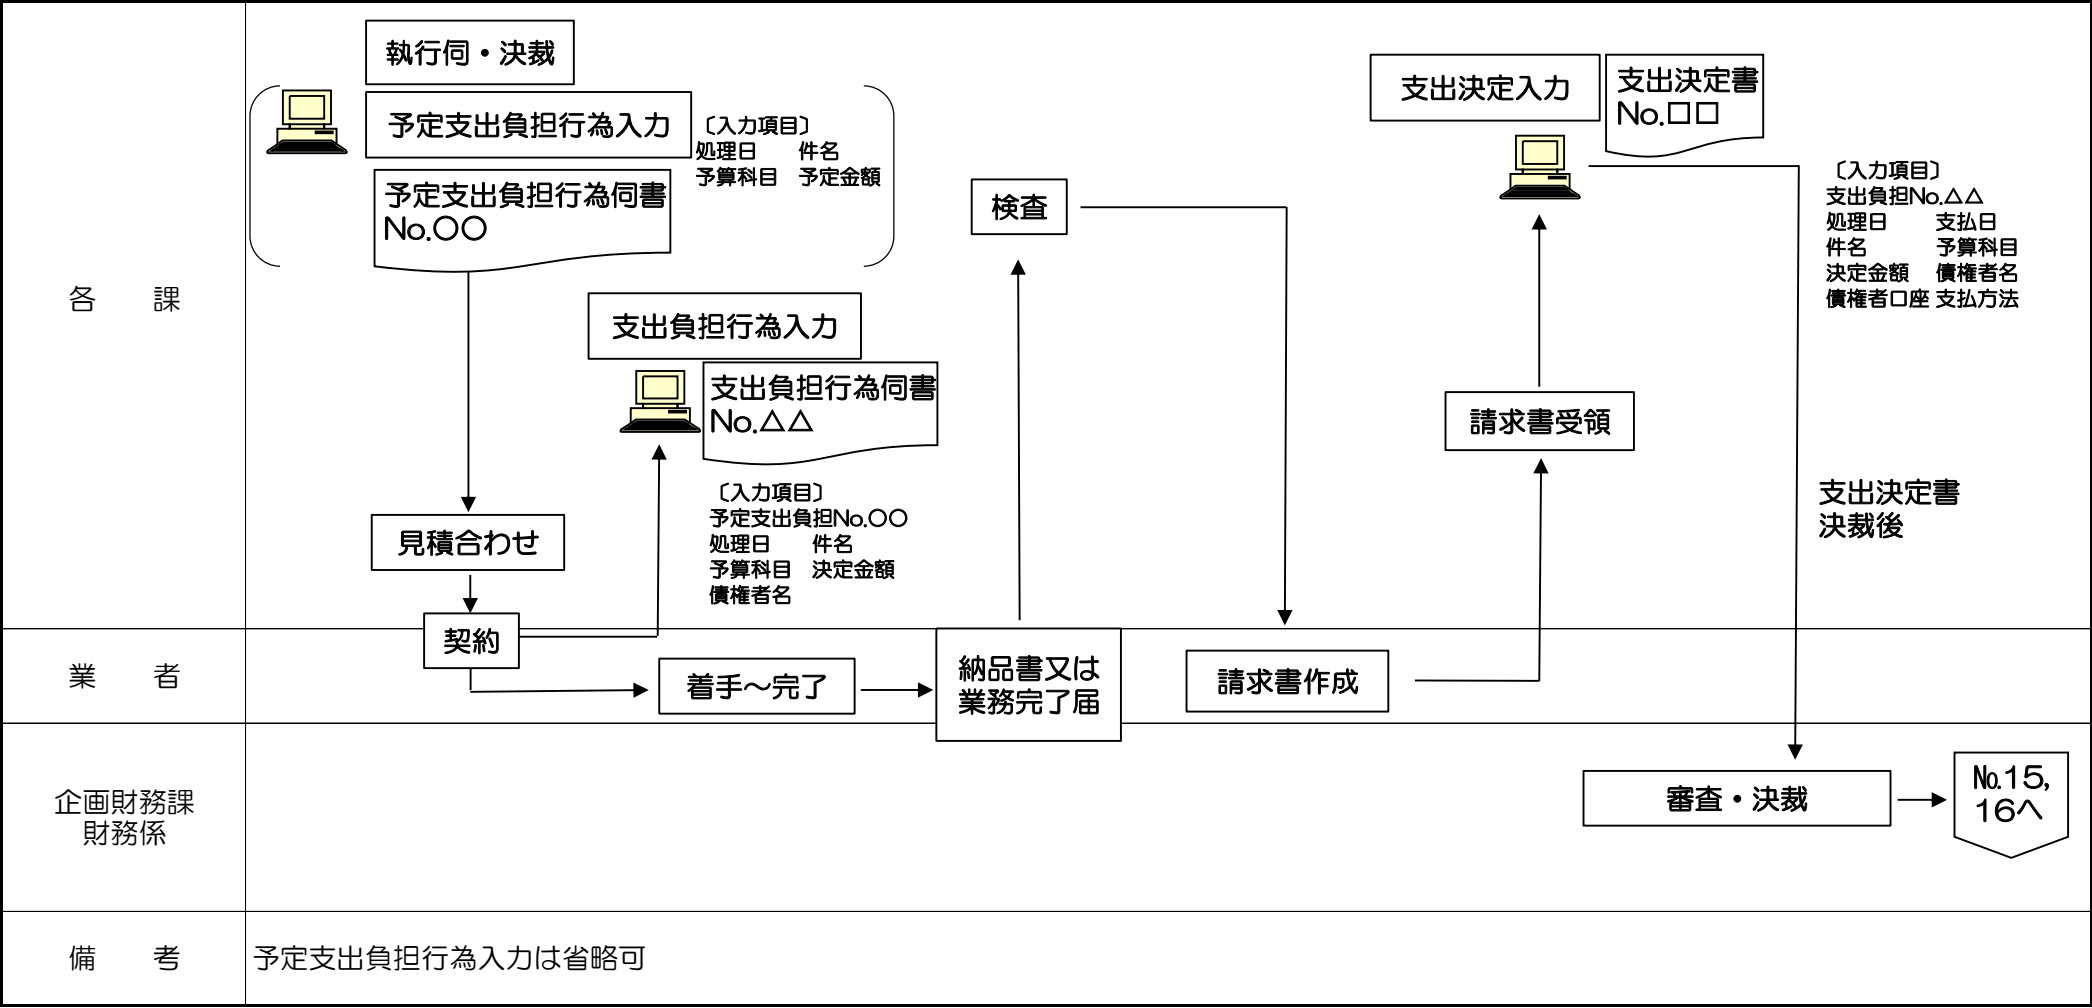 各　　課
執行伺・決裁
予定支出負担行為入力
〔入力項目〕
処理日　　件名
予算科目　予定金額
予定支出負担行為伺書
No.〇〇
支出負担行為入力
支出負担行為伺書
No.△△
〔入力項目〕
予定支出負担No.〇〇
処理日　　件名
予算科目　決定金額
債権者名
見積合わせ
検査
支出決定入力
支出決定書
No.□□
〔入力項目〕
支出負担No.△△
処理日　　支払日
件名　　　予算科目
決定金額　債権者名
債権者口座 支払方法
請求書受領
支出決定書
決裁後
業　　者
契約
着手～完了
納品書又は
業務完了届
請求書作成
企画財務課
財務係
審査・決裁
№15,
16へ
備　　考
予定支出負担行為入力は省略可